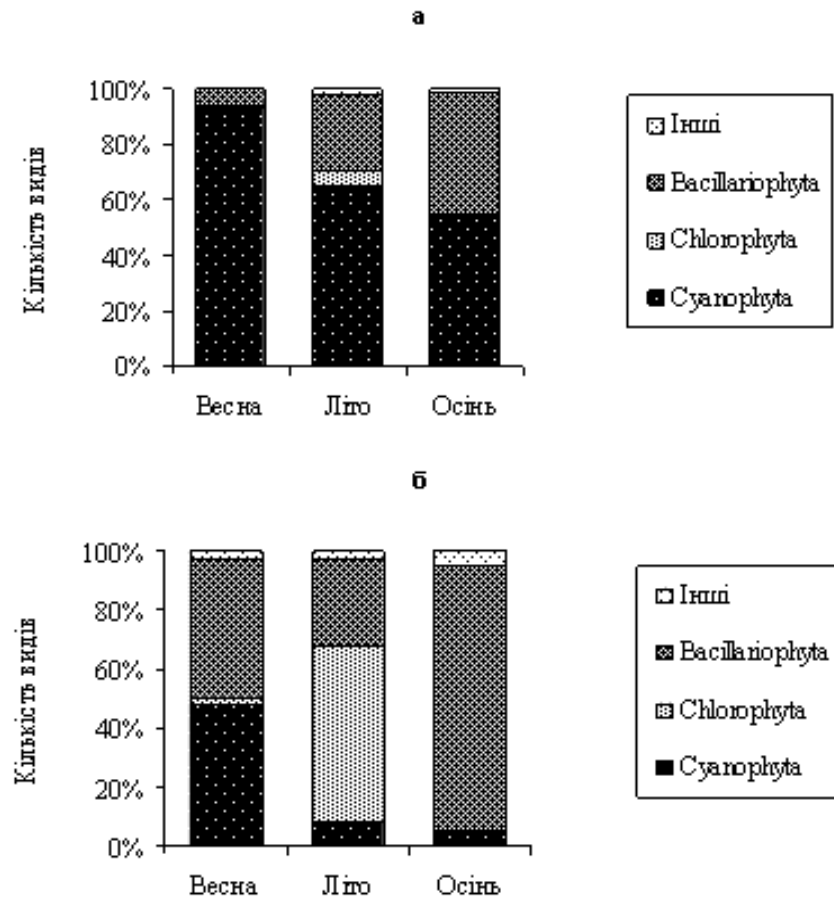 а
Кількість видів
100%
80%
60%
40%
20%
0%
Весна
Літо
Осінь
Інші
Bacillariophyta
Chlorophyta
Cyanophyta
б
Кількість видів
100%
80%
60%
40%
20%
0%
Весна
Літо
Осінь
Інші
Bacillariophyta
Chlorophyta
Cyanophyta